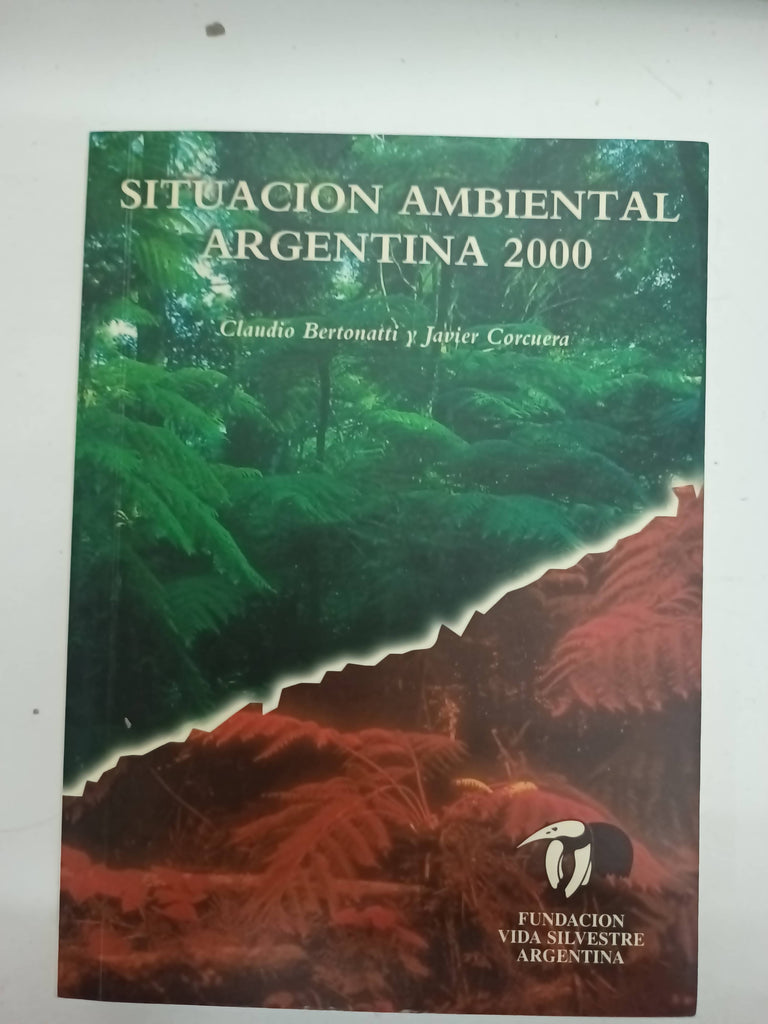 SITUACION AMBIENTAL
ARGENTINA 2000
Claudio Bertonatti y Javier Corcuera
FUNDACION
VIDA SILVESTRE
ARGENTINA